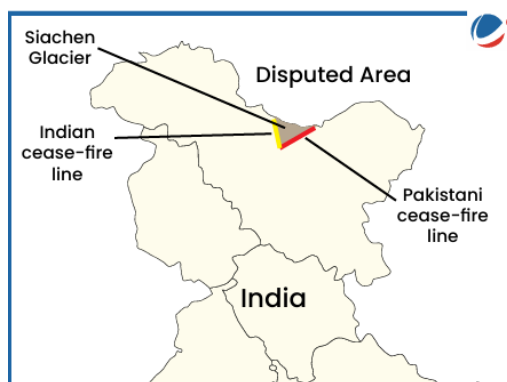 Siachen
Glacier
Disputed Area
Indian
cease-fire
line
Pakistani
cease-fire
line
India